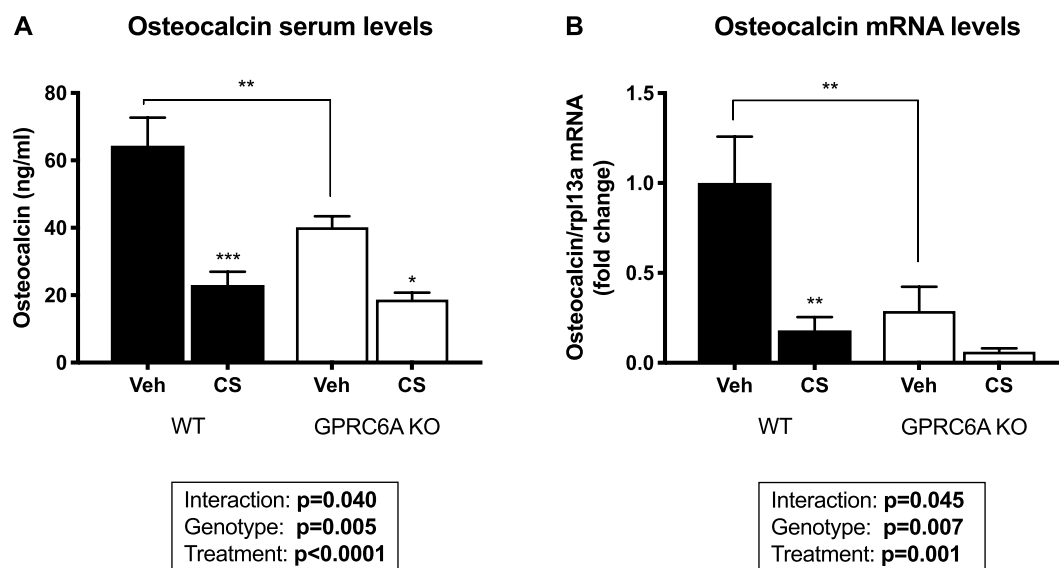 A Osteocalcin serum levels
Osteocalcin (ng/ml)
80
60
40
20
0
**
***
*
Veh CS Veh CS
WT GPRC6A KO
Interaction: p=0.040
Genotype: p=0.005
Treatment: p<0.0001
B Osteocalcin mRNA levels
Osteocalcin/rpl13a mRNA
(fold change)
1.5
1.0
0.5
0.0
**
**
Veh CS Veh CS
WT GPRC6A KO
Interaction: p=0.045
Genotype: p=0.007
Treatment: p=0.001